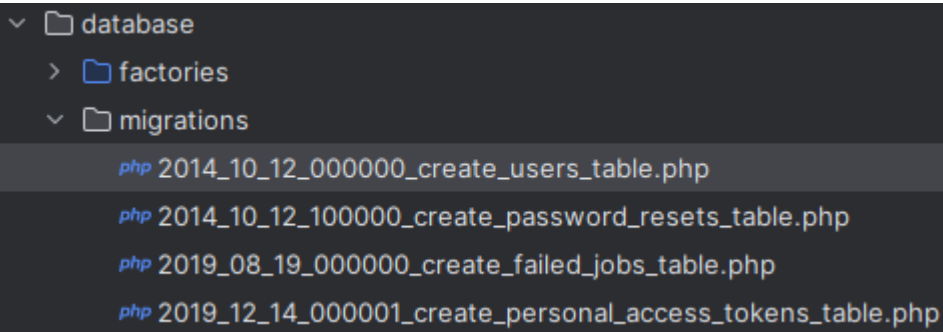 database
factories
migrations
php 2014_10_12_000000_create_users_table.php
php 2014_10_12_100000_create_password_resets_table.php
php 2019_08_19_000000_create_failed_jobs_table.php
php 2019_12_14_000001_create_personal_access_tokens_table.php